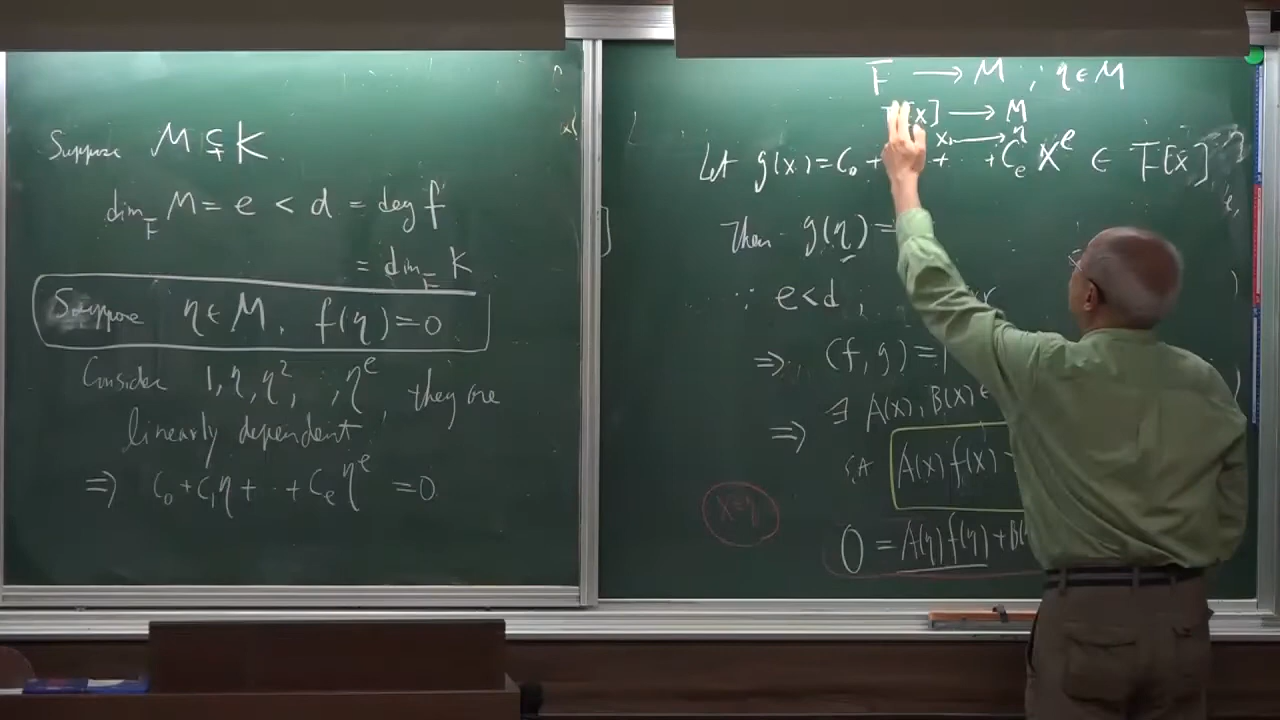 Suppose M ⊊ K.
dim_F M = e < d = deg f
= dim_F K
Suppose η ∈ M, f(η) = 0
Consider 1, η, η², , η^e, they are
linearly dependent
⇒ C₀ + C₁η + ·· + C_e η^e = 0
F → M , η ∈ M
[x] → M
x → η
Let g(x) = C₀ + + ·· + C_e X^e ∈ F[x]
Then g(η) =
∵ e < d ,
⇒ (f, g) =
⇒ ∃ A(x), B(x) ∈
A(x) f(x)
x = η
0 = A(η) f(η) + B(η